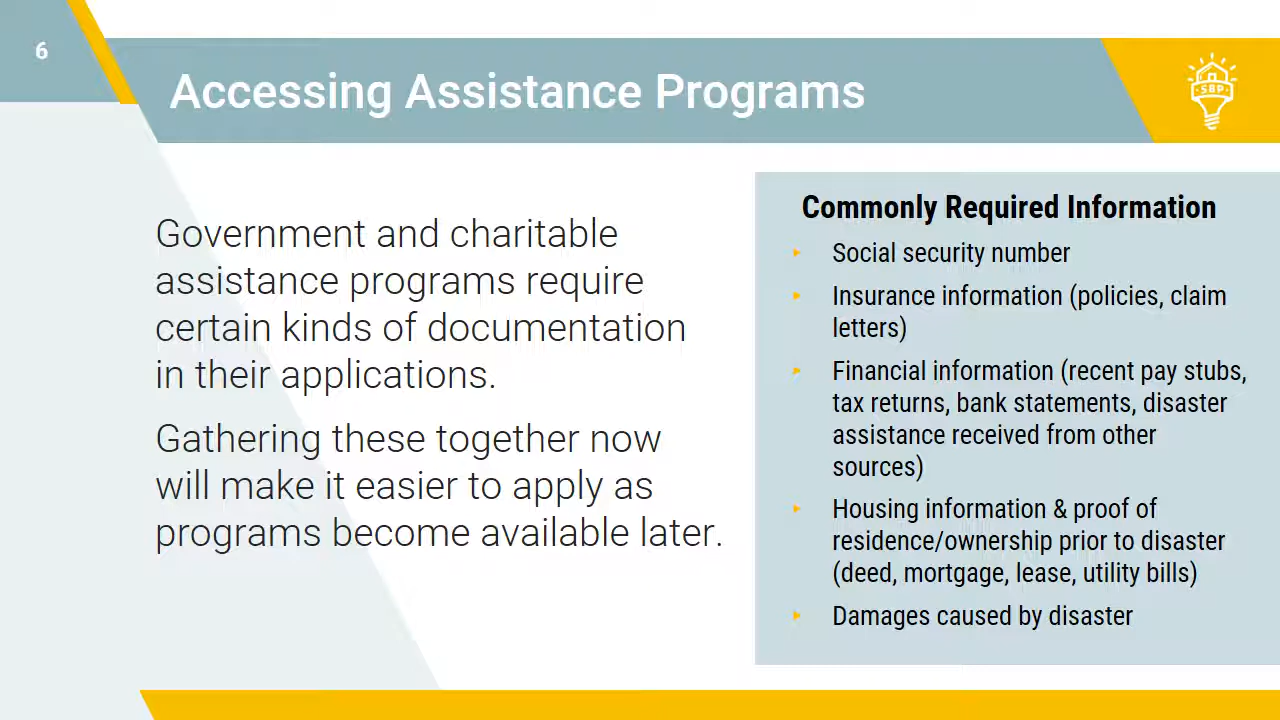 6
Accessing Assistance Programs
SBP
Government and charitable
assistance programs require
certain kinds of documentation
in their applications.
Gathering these together now
will make it easier to apply as
programs become available later.
Commonly Required Information
Social security number
Insurance information (policies, claim
letters)
Financial information (recent pay stubs,
tax returns, bank statements, disaster
assistance received from other
sources)
Housing information & proof of
residence/ownership prior to disaster
(deed, mortgage, lease, utility bills)
Damages caused by disaster